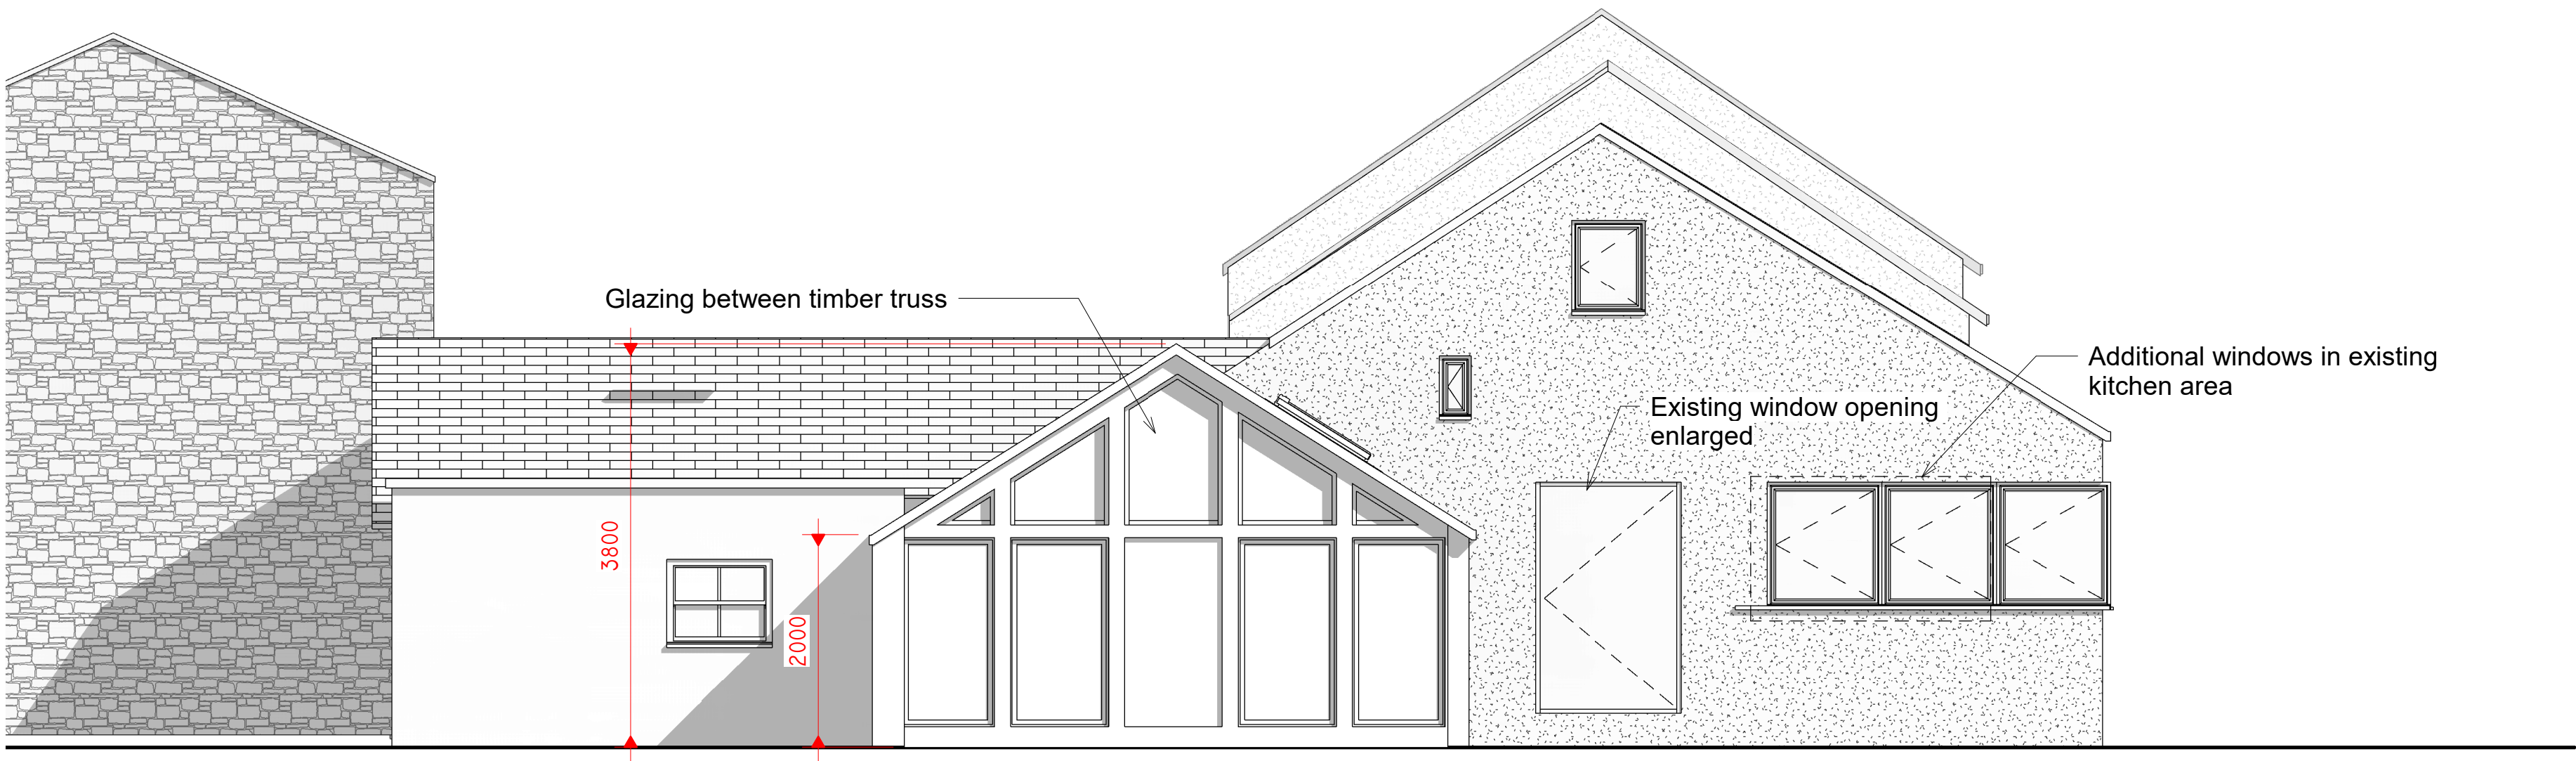 Glazing between timber truss
Additional windows in existing
kitchen area
Existing window opening
enlarged
3800
2000